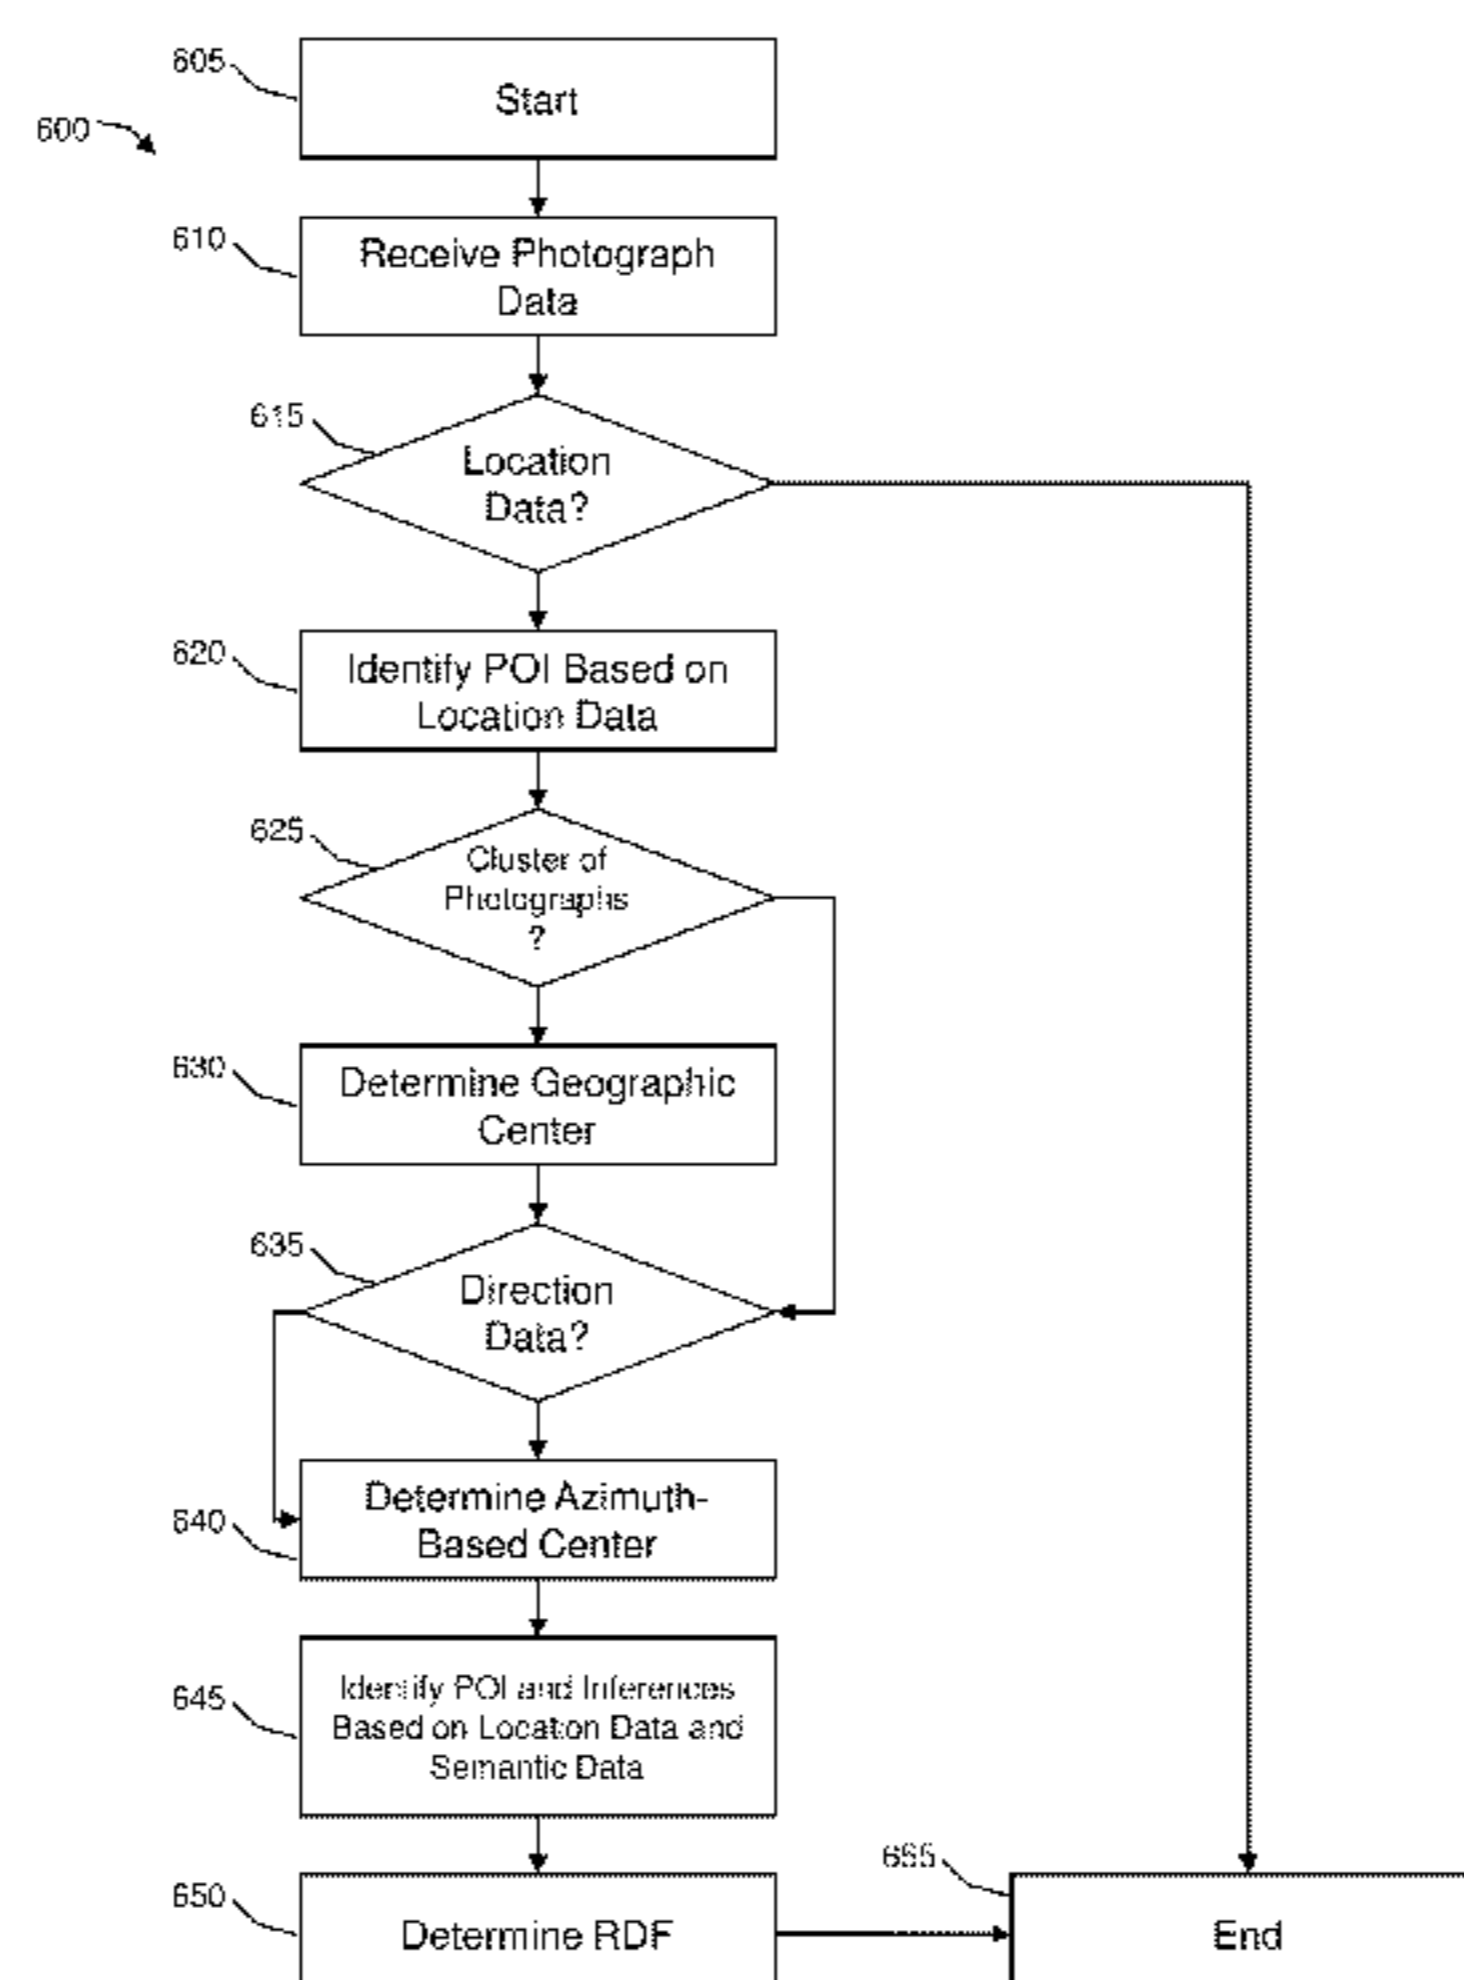 605
Start
600
610
Receive Photograph
Data
615
Location
Data?
620
Identify POI Based on
Location Data
625
Cluster of
Photographs
?
630
Determine Geographic
Center
635
Direction
Data?
640
Determine Azimuth-
Based Center
645
Identify POI and Inferences
Based on Location Data and
Semantic Data
655
650
Determine RDF
End